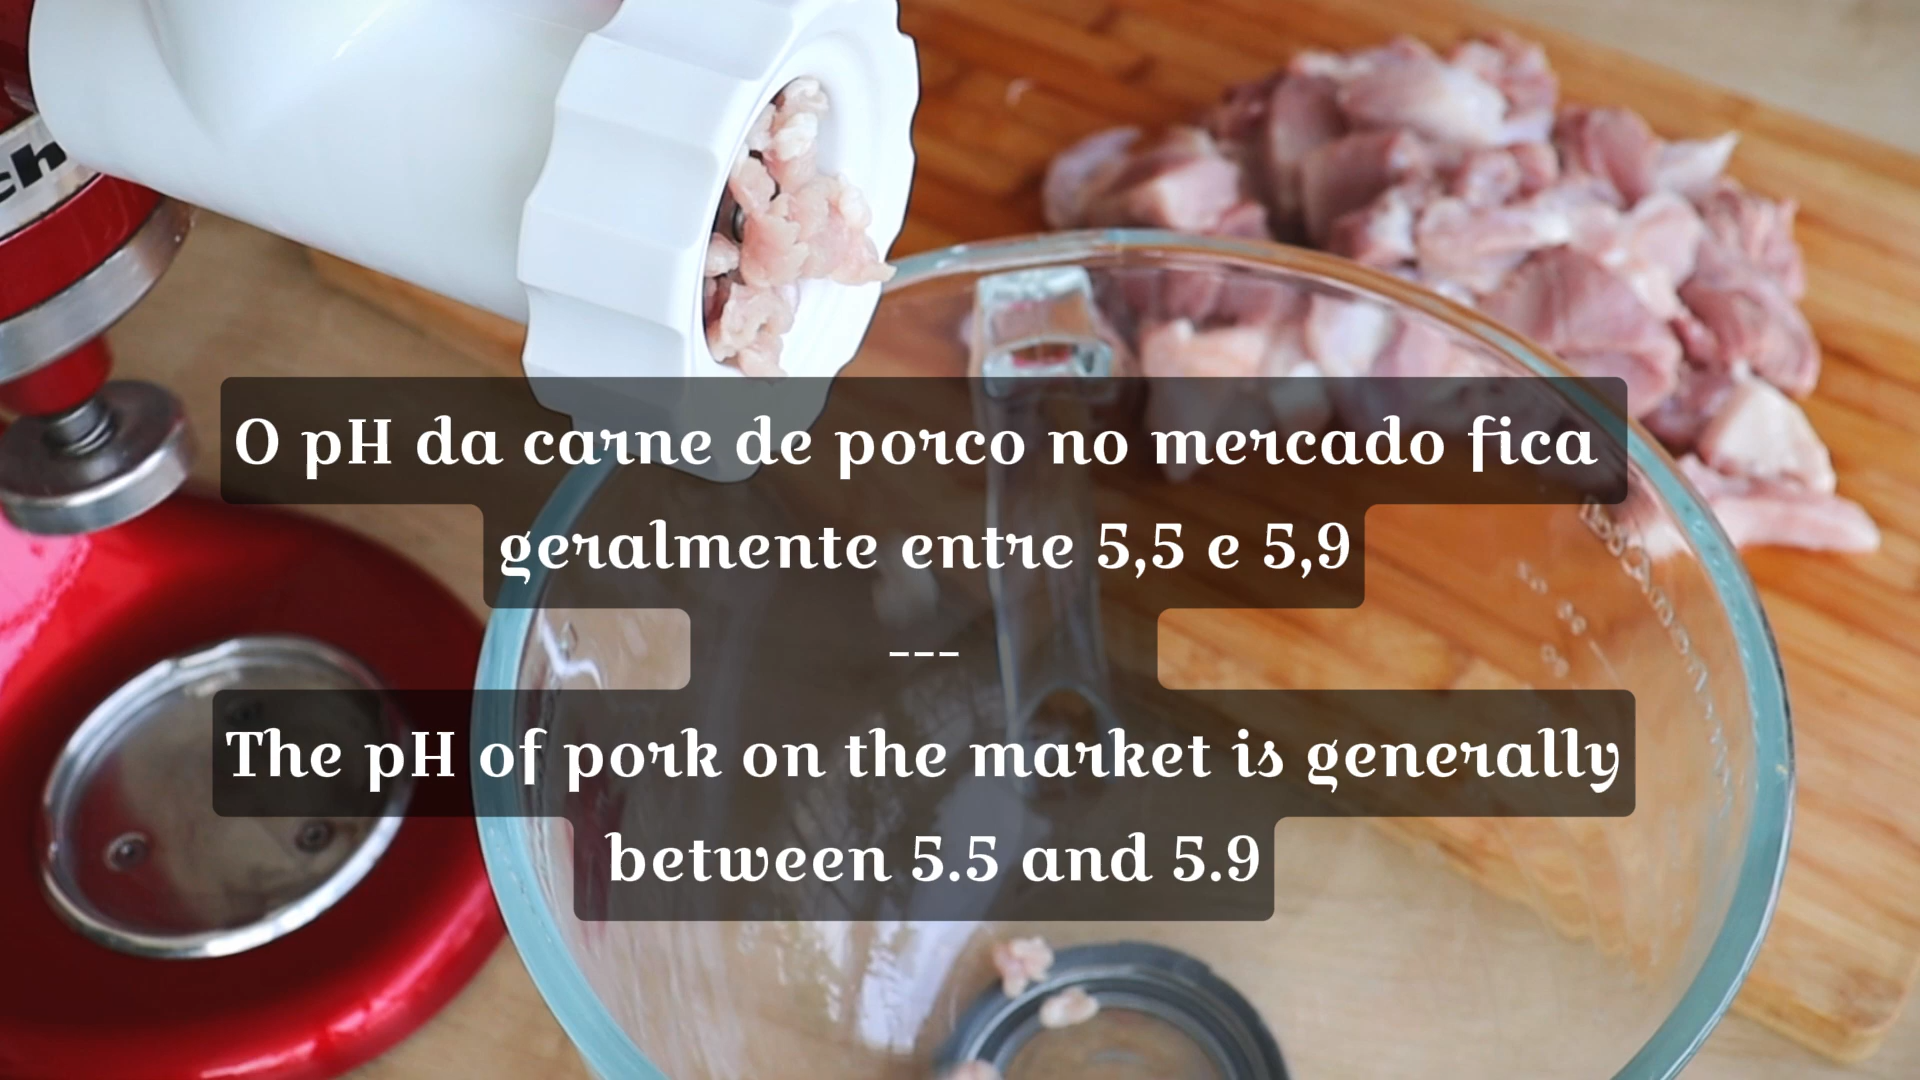 ch
O pH da carne de porco no mercado fica
geralmente entre 5,5 e 5,9
---
The pH of pork on the market is generally
between 5.5 and 5.9